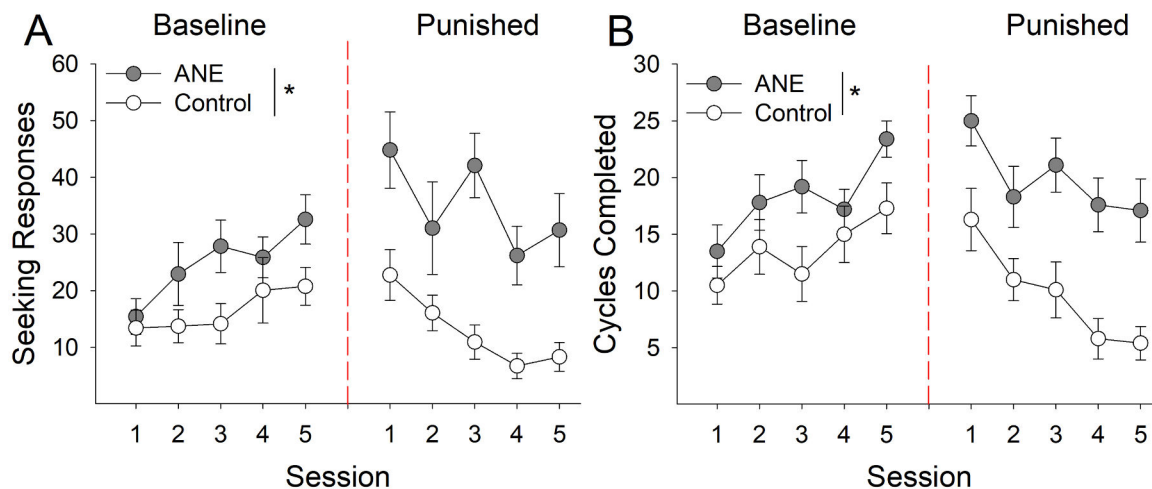 A
Baseline
Punished
ANE
Control
*
Seeking Responses
60
50
40
30
20
10
1 2 3 4 5 1 2 3 4 5
Session
B
Baseline
Punished
ANE
Control
*
Cycles Completed
30
25
20
15
10
5
1 2 3 4 5 1 2 3 4 5
Session